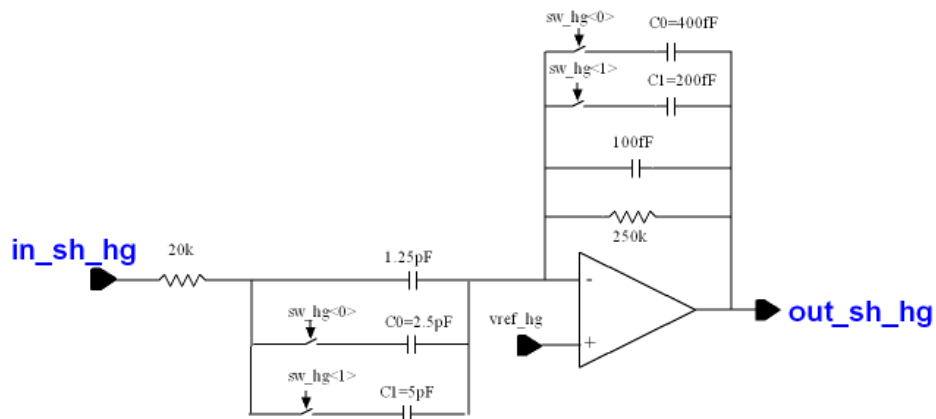 sw_hg<0>
C0=400fF
sw_hg<1>
C1=200fF
100fF
250k
in_sh_hg
20k
1.25pF
-
sw_hg<0>
C0=2.5pF
vref_hg
+
out_sh_hg
sw_hg<1>
C1=5pF